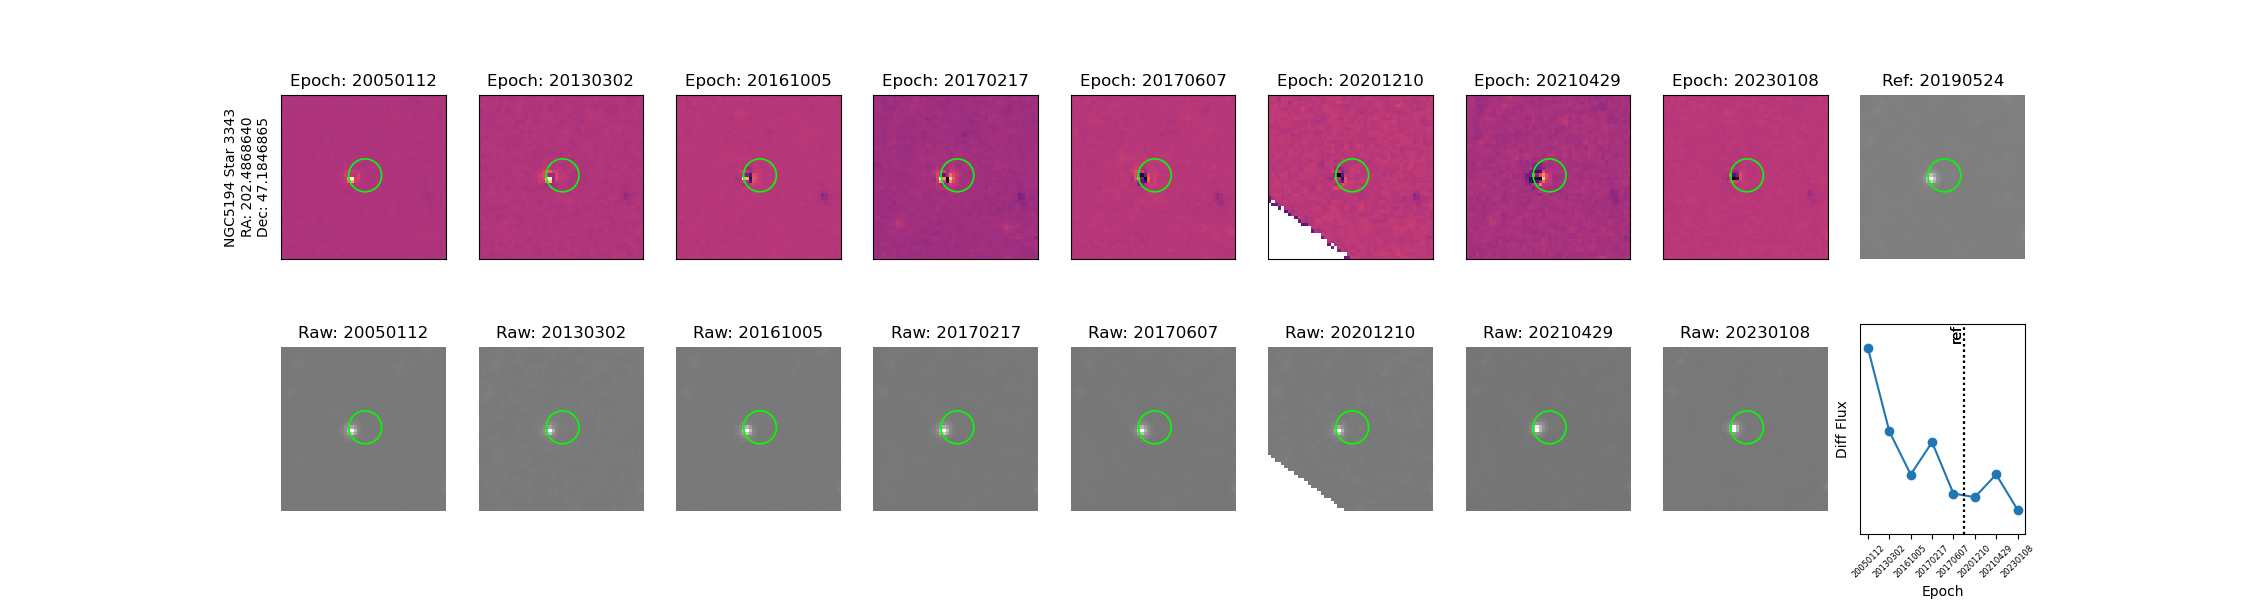 Epoch: 20050112
Epoch: 20130302
Epoch: 20161005
Epoch: 20170217
Epoch: 20170607
Epoch: 20201210
Epoch: 20210429
Epoch: 20230108
Ref: 20190524
NGC5194 Star 3343
RA: 202.4868640
Dec: 47.1846865
Raw: 20050112
Raw: 20130302
Raw: 20161005
Raw: 20170217
Raw: 20170607
Raw: 20201210
Raw: 20210429
Raw: 20230108
ref
Diff Flux
20050112
20130302
20161005
20170217
20170607
20201210
20210429
20230108
Epoch